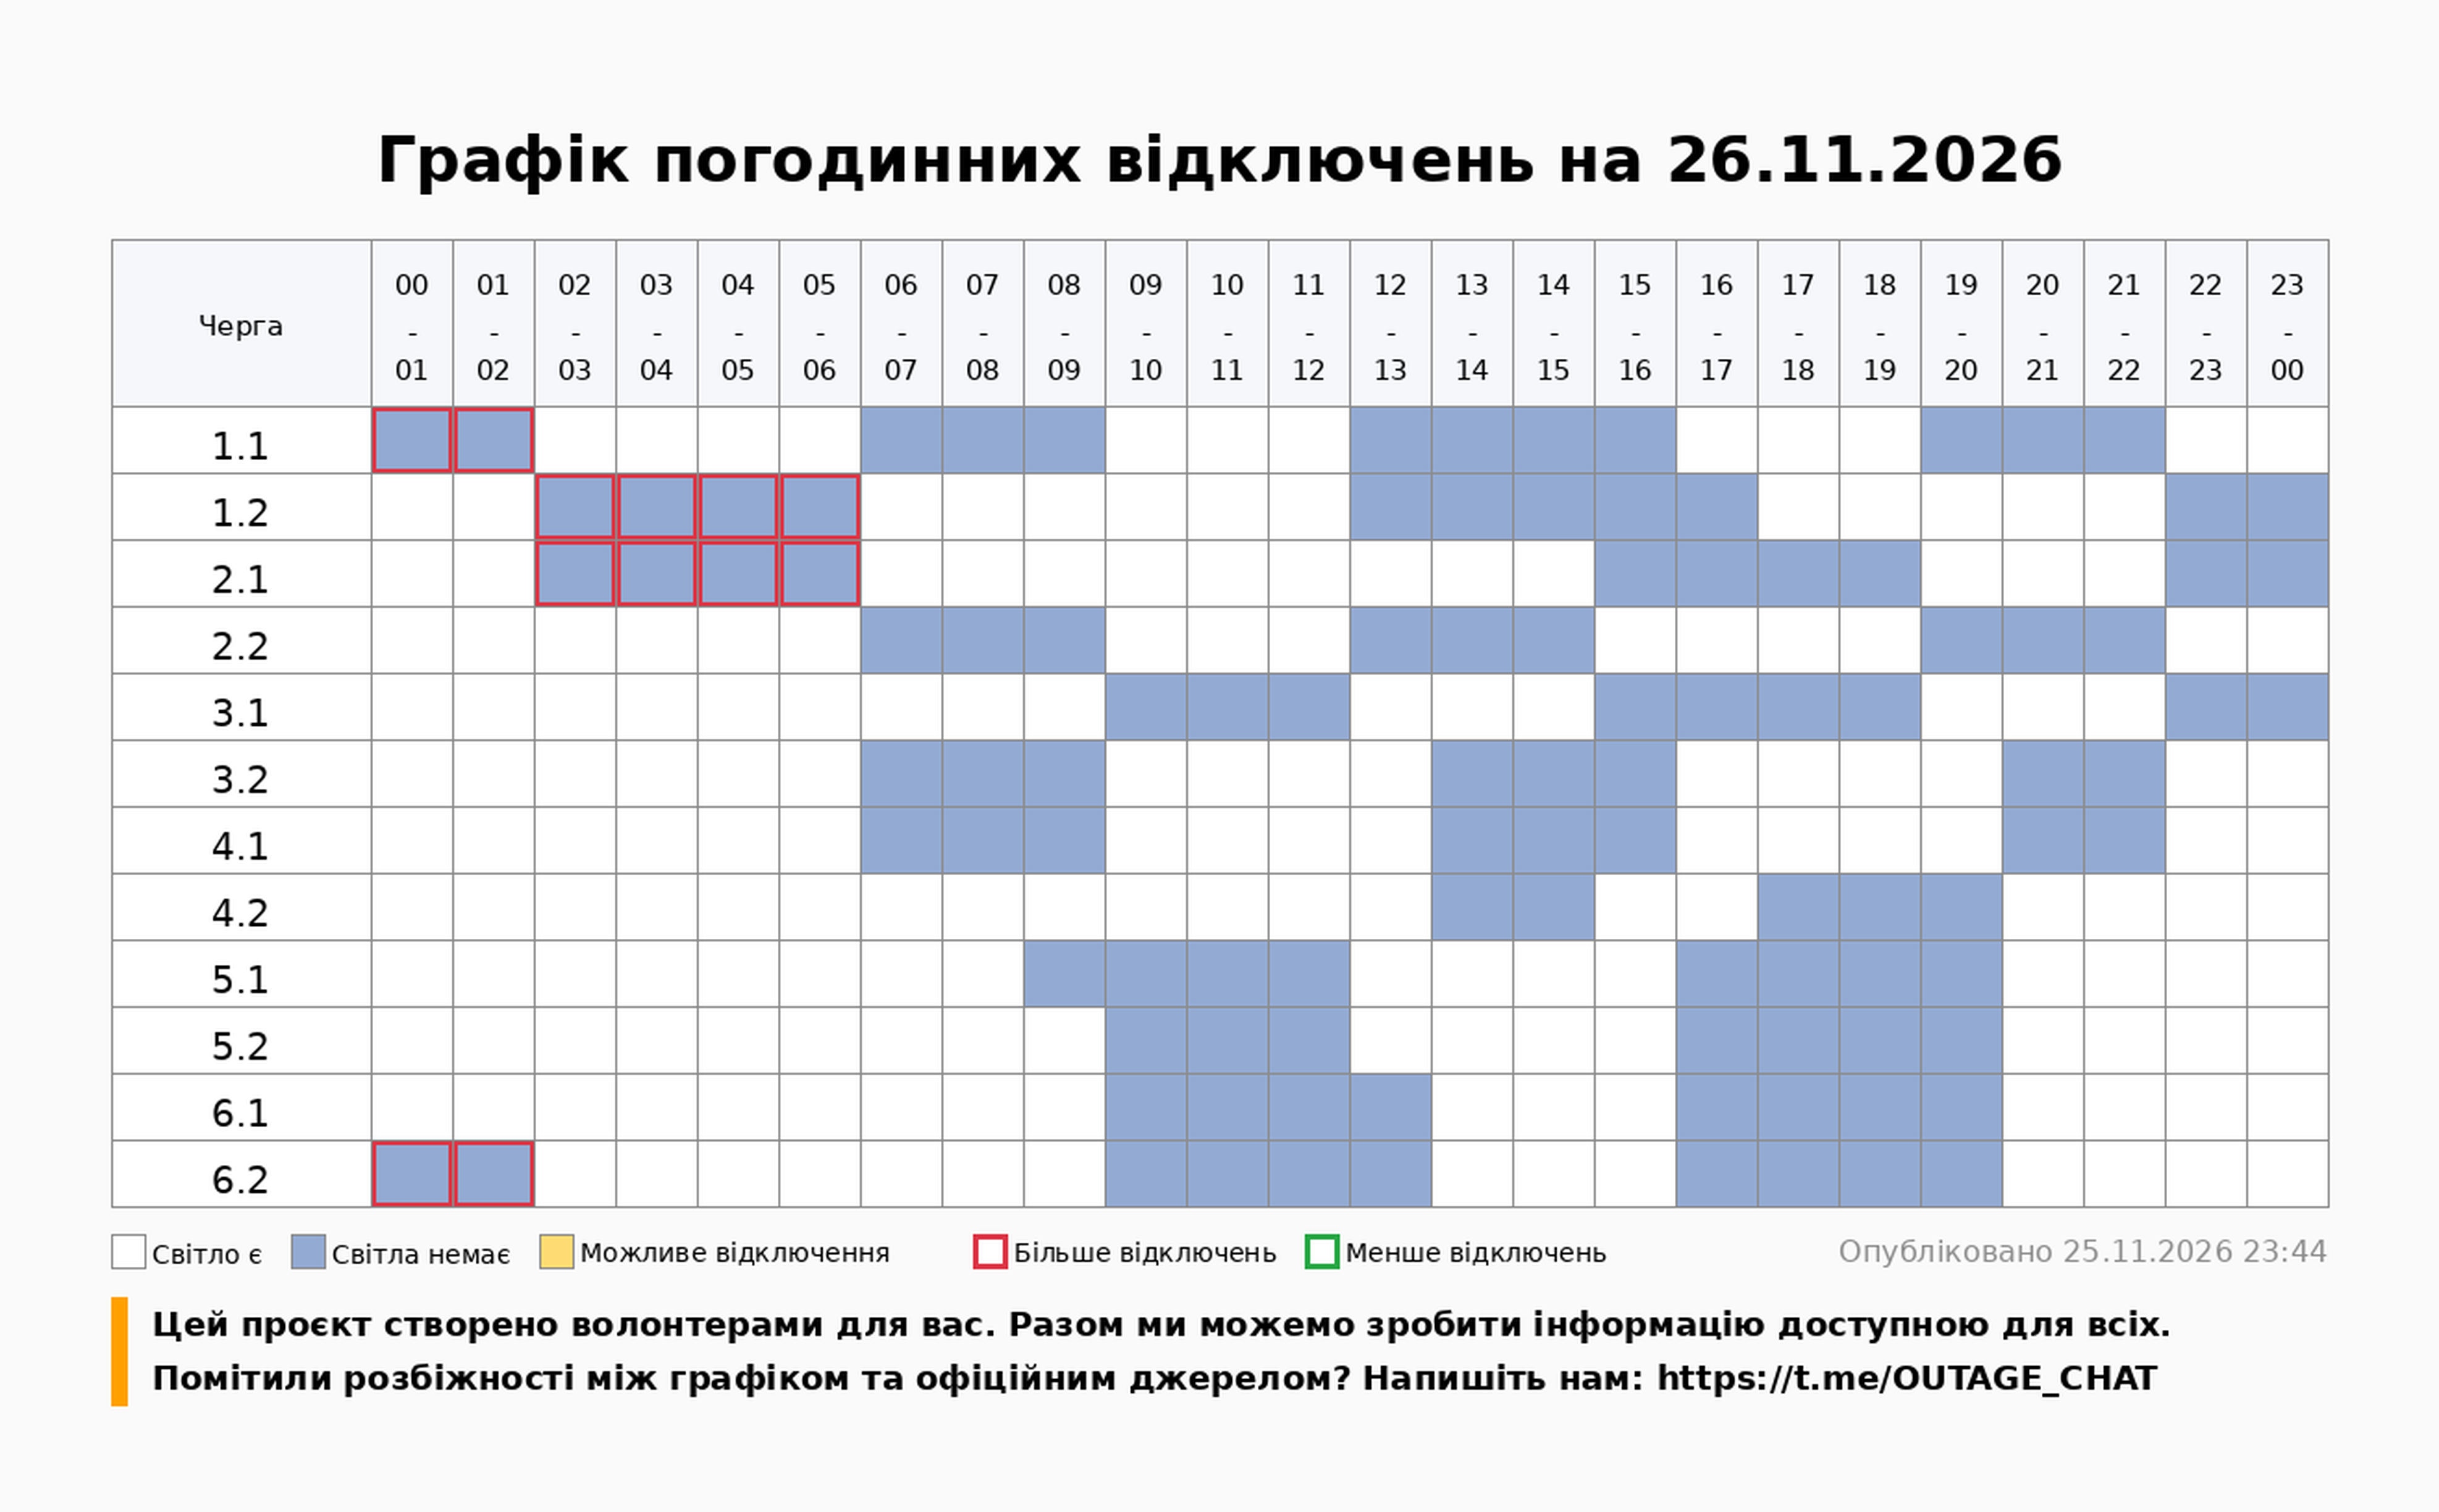 Графік погодинних відключень на 26.11.2026
Черга 00 - 01 01 - 02 02 - 03 03 - 04 04 - 05 05 - 06 06 - 07 07 - 08 08 - 09 09 - 10 10 - 11 11 - 12 12 - 13 13 - 14 14 - 15 15 - 16 16 - 17 17 - 18 18 - 19 19 - 20 20 - 21 21 - 22 22 - 23 23 - 00
1.1
1.2
2.1
2.2
3.1
3.2
4.1
4.2
5.1
5.2
6.1
6.2
Світло є Світла немає Можливе відключення Більше відключень Менше відключень Опубліковано 25.11.2026 23:44
Цей проєкт створено волонтерами для вас. Разом ми можемо зробити інформацію доступною для всіх.
Помітили розбіжності між графіком та офіційним джерелом? Напишіть нам: https://t.me/OUTAGE_CHAT